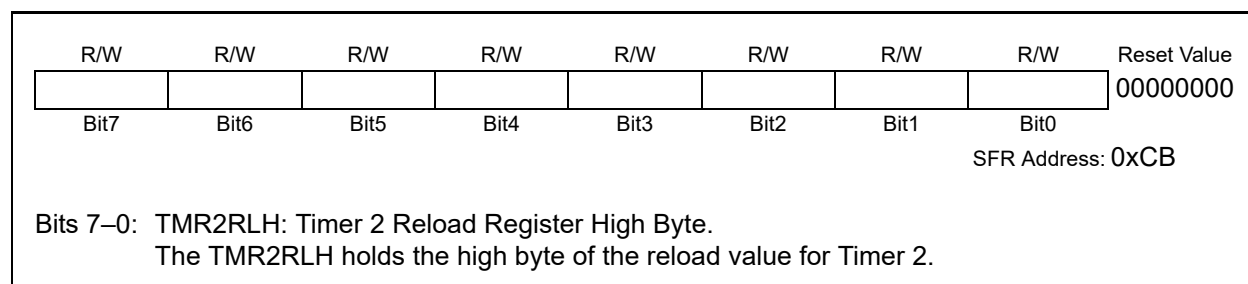 R/W R/W R/W R/W R/W R/W R/W R/W Reset Value
00000000
Bit7 Bit6 Bit5 Bit4 Bit3 Bit2 Bit1 Bit0
SFR Address: 0xCB
Bits 7–0: TMR2RLH: Timer 2 Reload Register High Byte.
The TMR2RLH holds the high byte of the reload value for Timer 2.